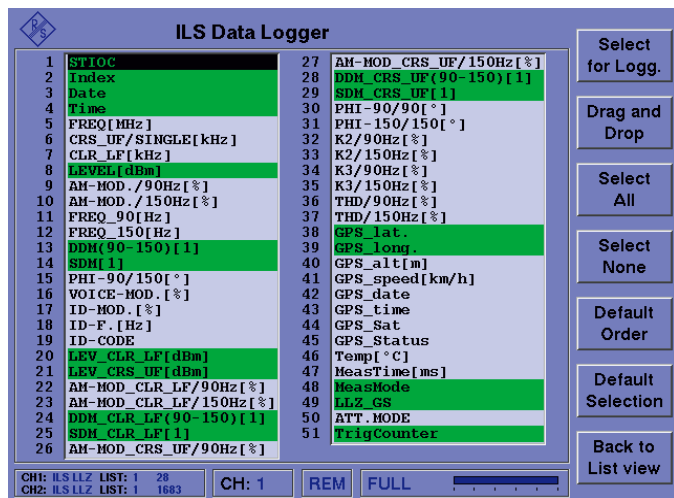 R S
ILS Data Logger
1 STIOC
2 Index
3 Date
4 Time
5 FREQ[MHz]
6 CRS_UF/SINGLE[kHz]
7 CLR_LF[kHz]
8 LEVEL[dBm]
9 AM-MOD./90Hz[%]
10 AM-MOD./150Hz[%]
11 FREQ_90[Hz]
12 FREQ_150[Hz]
13 DDM(90-150)[1]
14 SDM[1]
15 PHI-90/150[°]
16 VOICE-MOD.[%]
17 ID-MOD.[%]
18 ID-F.[Hz]
19 ID-CODE
20 LEV_CLR_LF[dBm]
21 LEV_CRS_UF[dBm]
22 AM-MOD_CLR_LF/90Hz[%]
23 AM-MOD_CLR_LF/150Hz[%]
24 DDM_CLR_LF(90-150)[1]
25 SDM_CLR_LF[1]
26 AM-MOD_CRS_UF/90Hz[%]
27 AM-MOD_CRS_UF/150Hz[%]
28 DDM_CRS_UF(90-150)[1]
29 SDM_CRS_UF[1]
30 PHI-90/90[°]
31 PHI-150/150[°]
32 K2/90Hz[%]
33 K2/150Hz[%]
34 K3/90Hz[%]
35 K3/150Hz[%]
36 THD/90Hz[%]
37 THD/150Hz[%]
38 GPS_lat.
39 GPS_long.
40 GPS_alt[m]
41 GPS_speed[km/h]
42 GPS_date
43 GPS_time
44 GPS_Sat
45 GPS_Status
46 Temp[°C]
47 MeasTime[ms]
48 MeasMode
49 LLZ_GS
50 ATT.MODE
51 TrigCounter
Select
for Logg.
Drag and
Drop
Select
All
Select
None
Default
Order
Default
Selection
Back to
List view
CH1: ILS LLZ LIST: 1 28
CH2: ILS LLZ LIST: 1 1683
CH: 1
REM
FULL